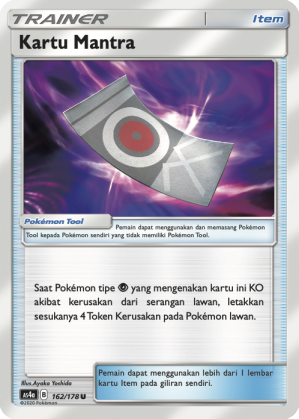 TRAINER Item
Kartu Mantra
Pokémon Tool
Pemain dapat menggunakan dan memasang Pokémon
Tool kepada Pokémon sendiri yang tidak memiliki Pokémon Tool.
Saat Pokémon tipe yang mengenakan kartu ini KO
akibat kerusakan dari serangan lawan, letakkan
sesukanya 4 Token Kerusakan pada Pokémon lawan.
Pemain dapat menggunakan lebih dari 1 lembar
kartu Item pada giliran sendiri.
Illus.Ayaka Yoshida
AS4a B 162/178 U
©2020 Pokémon